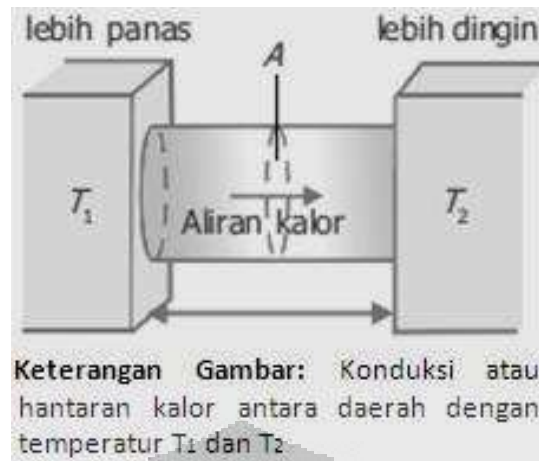 lebih panas
lebih dingin
A
T₁
T₂
Aliran kalor
Keterangan Gambar: Konduksi atau
hantaran kalor antara daerah dengan
temperatur T₁ dan T₂